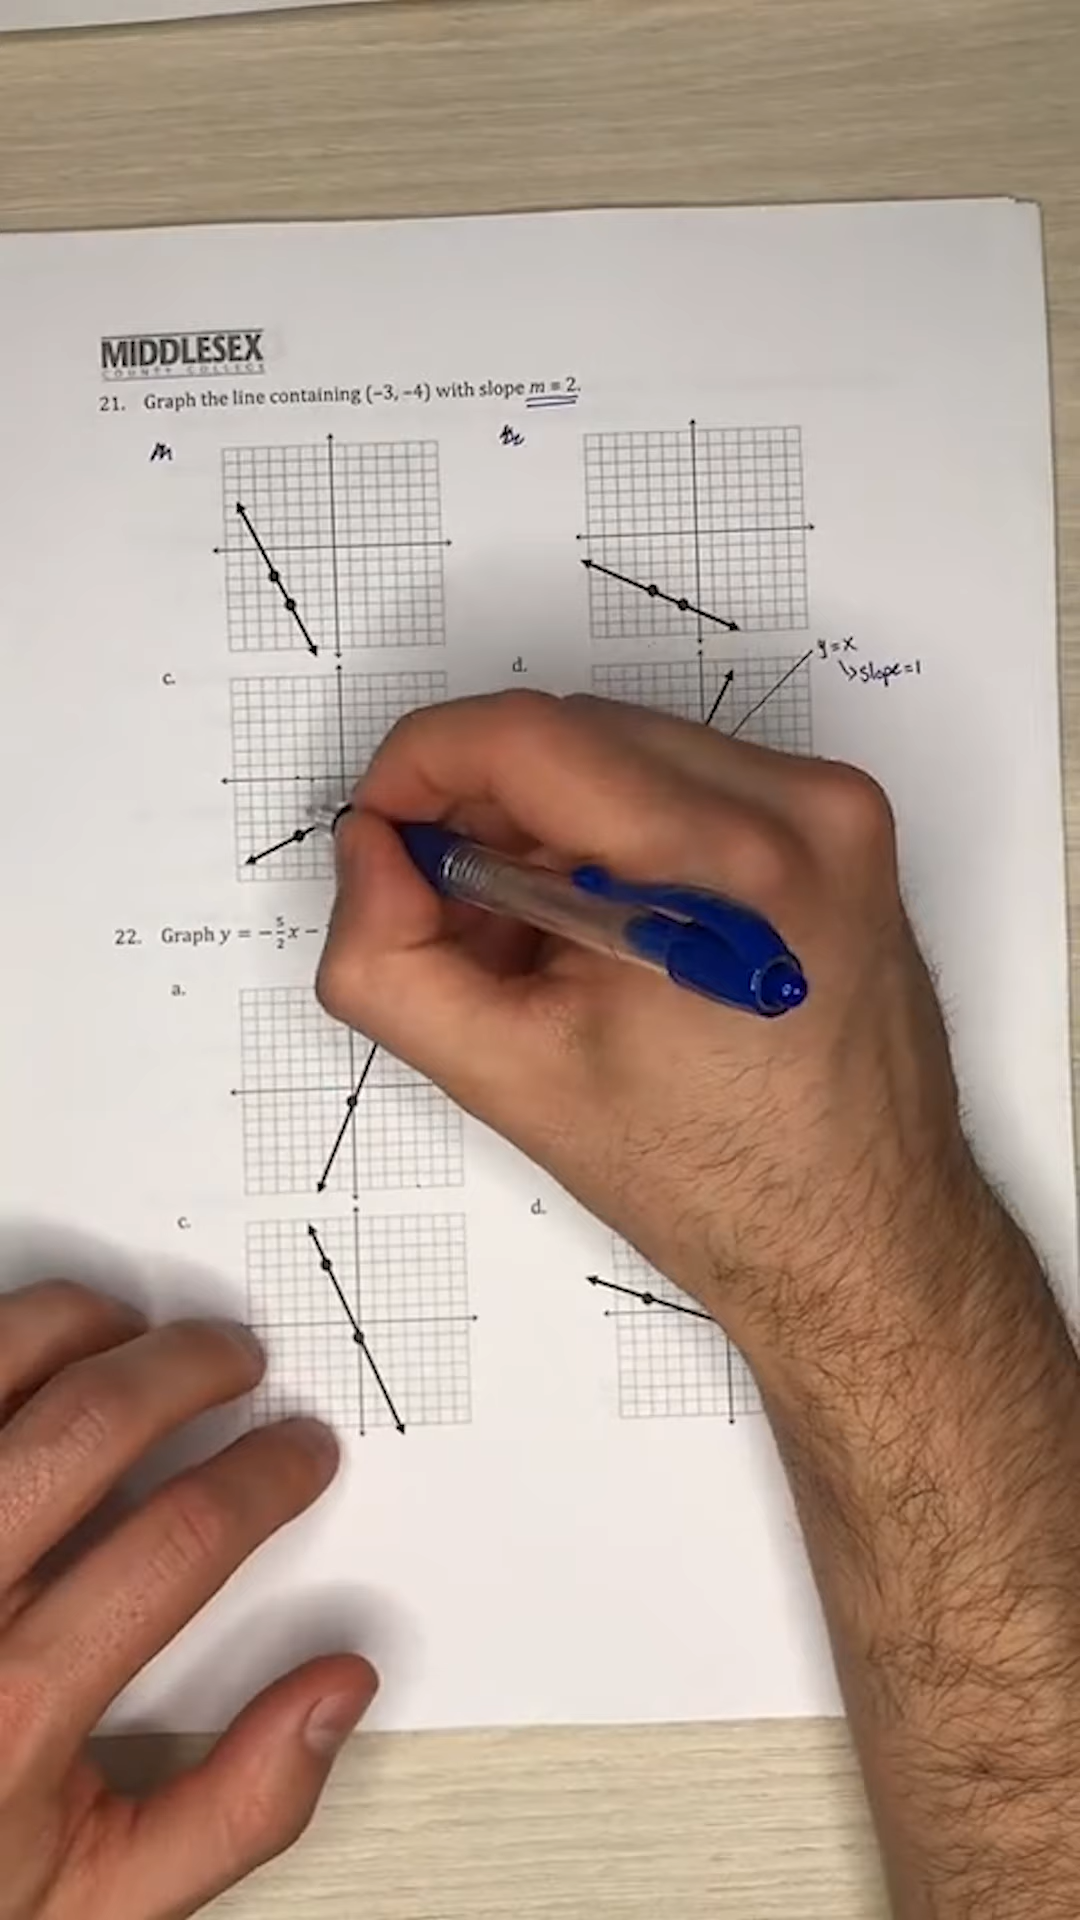 MIDDLESEX
COUNTY COLLEGE
21. Graph the line containing (−3, −4) with slope m = 2.
c.
d.
y=x
↳slope=1
22. Graph y = −5/2x −
a.
c.
d.